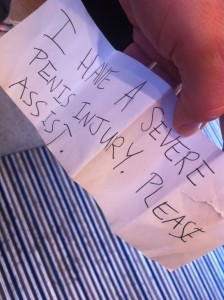 I HAVE A SEVERE
PENIS INJURY. PLEASE
ASSIST.